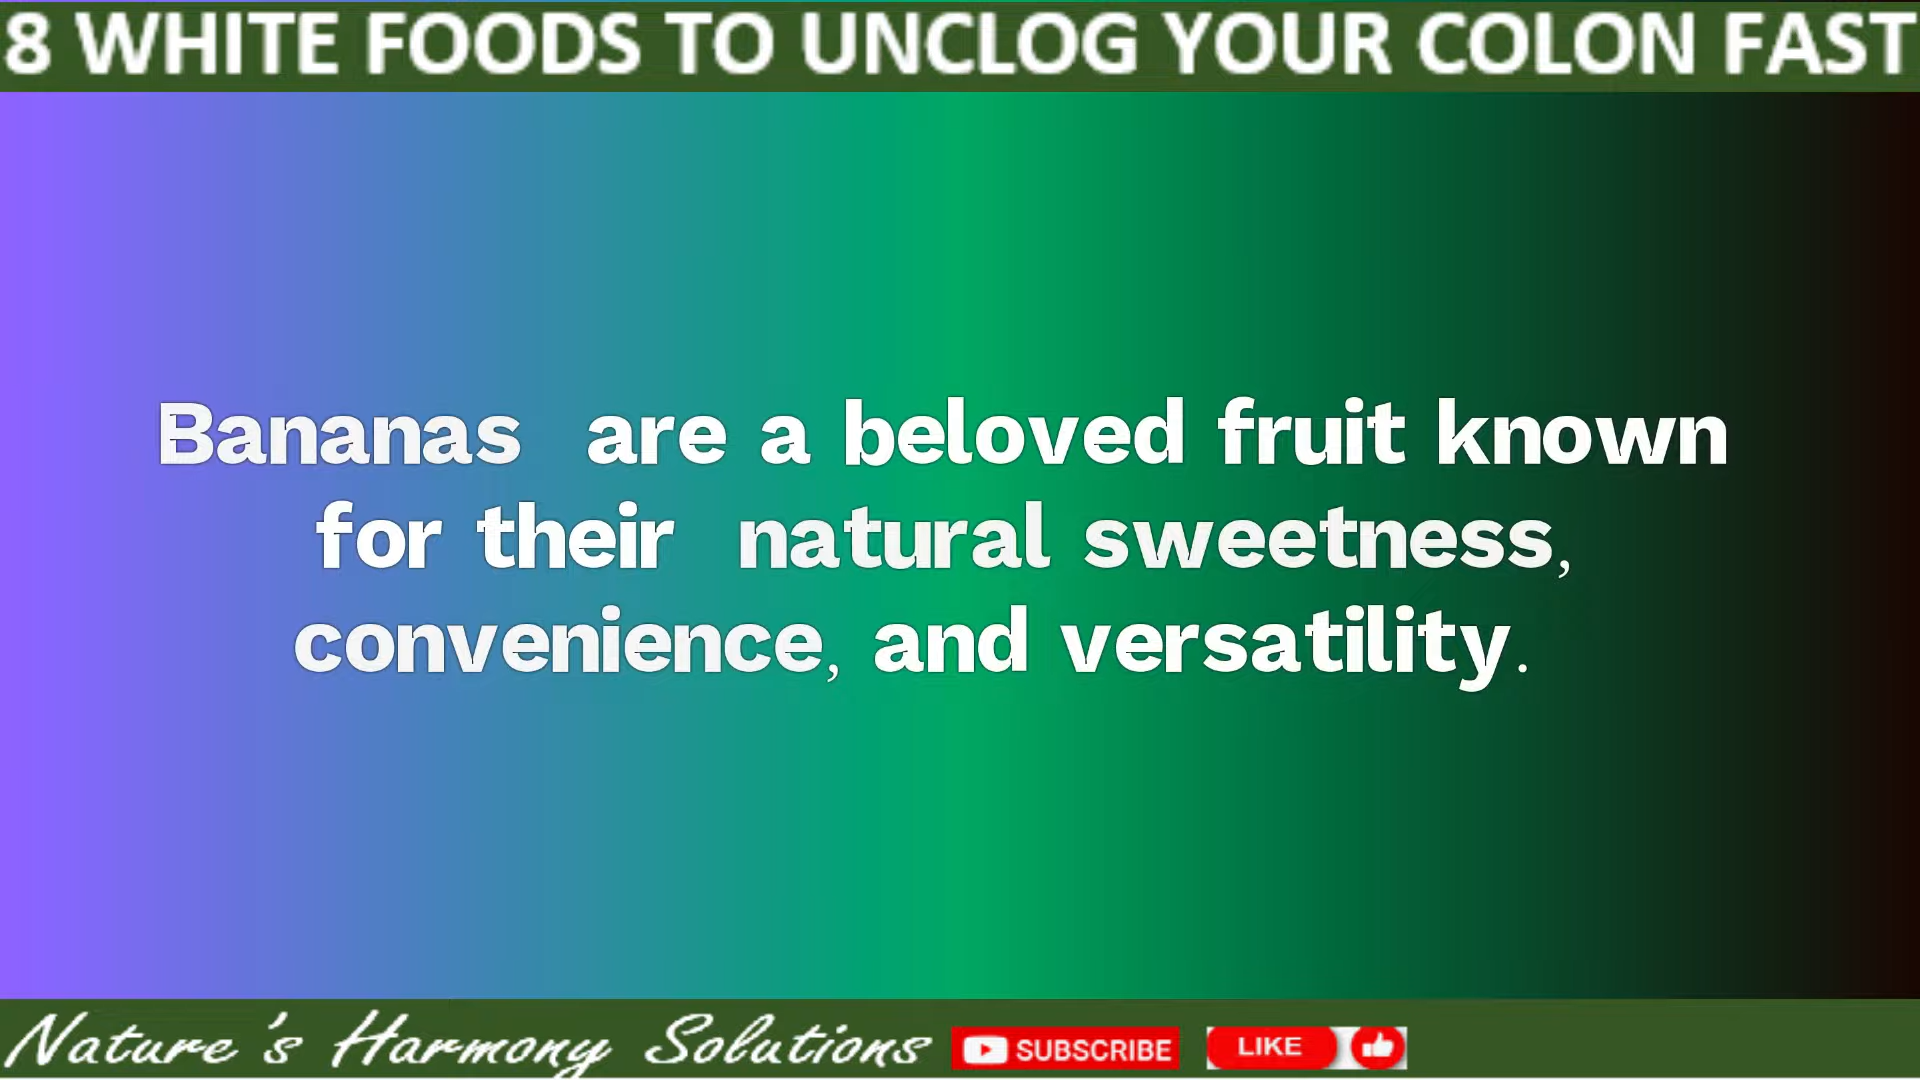 8 WHITE FOODS TO UNCLOG YOUR COLON FAST
Bananas are a beloved fruit known
for their natural sweetness,
convenience, and versatility.
Nature's Harmony Solutions SUBSCRIBE LIKE